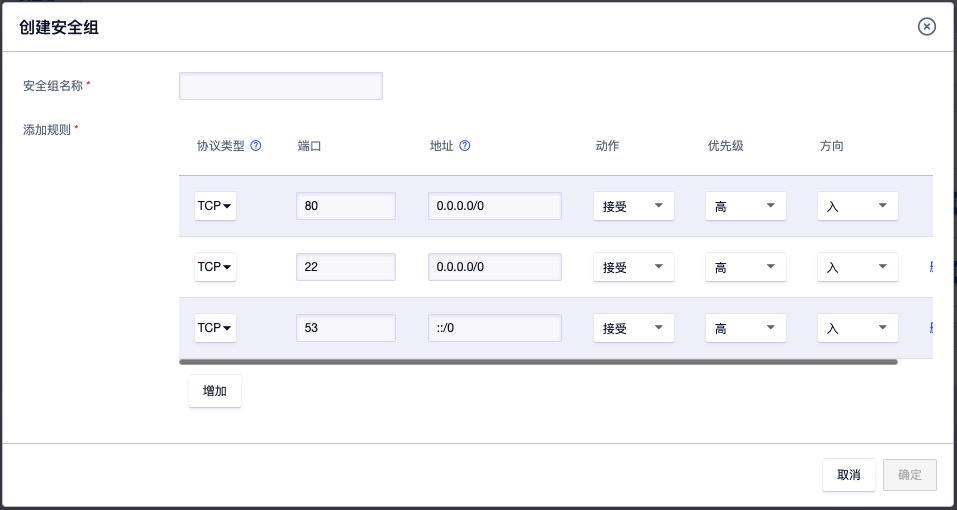 创建安全组
安全组名称 *
添加规则 *
协议类型 端口 地址 动作 优先级 方向
TCP 80 0.0.0.0/0 接受 高 入
TCP 22 0.0.0.0/0 接受 高 入
TCP 53 ::/0 接受 高 入
增加
取消 确定